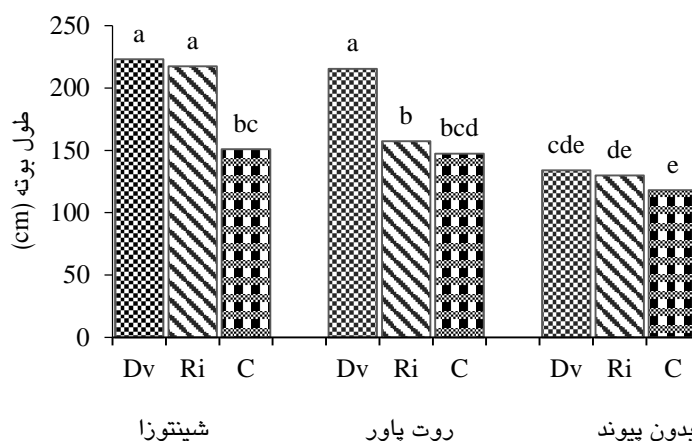 250
200
150
100
50
0
طول بوته (cm)
a a bc
a b bcd
cde de e
Dv Ri C Dv Ri C Dv Ri C
شینتوزا روت پاور بدون پیوند